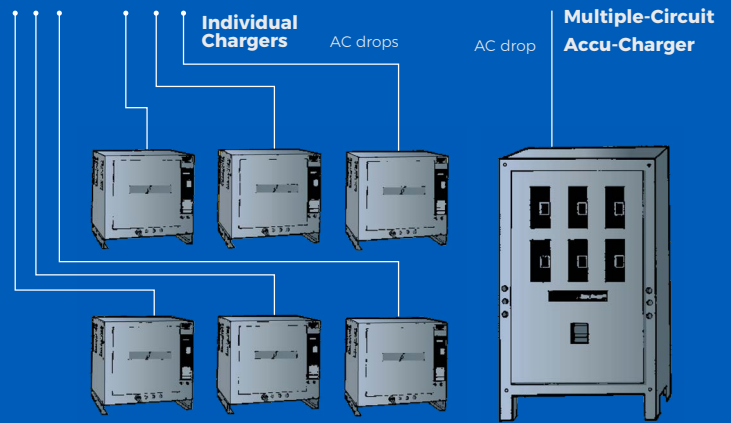 Individual
Chargers
AC drops
AC drop
Multiple-Circuit
Accu-Charger